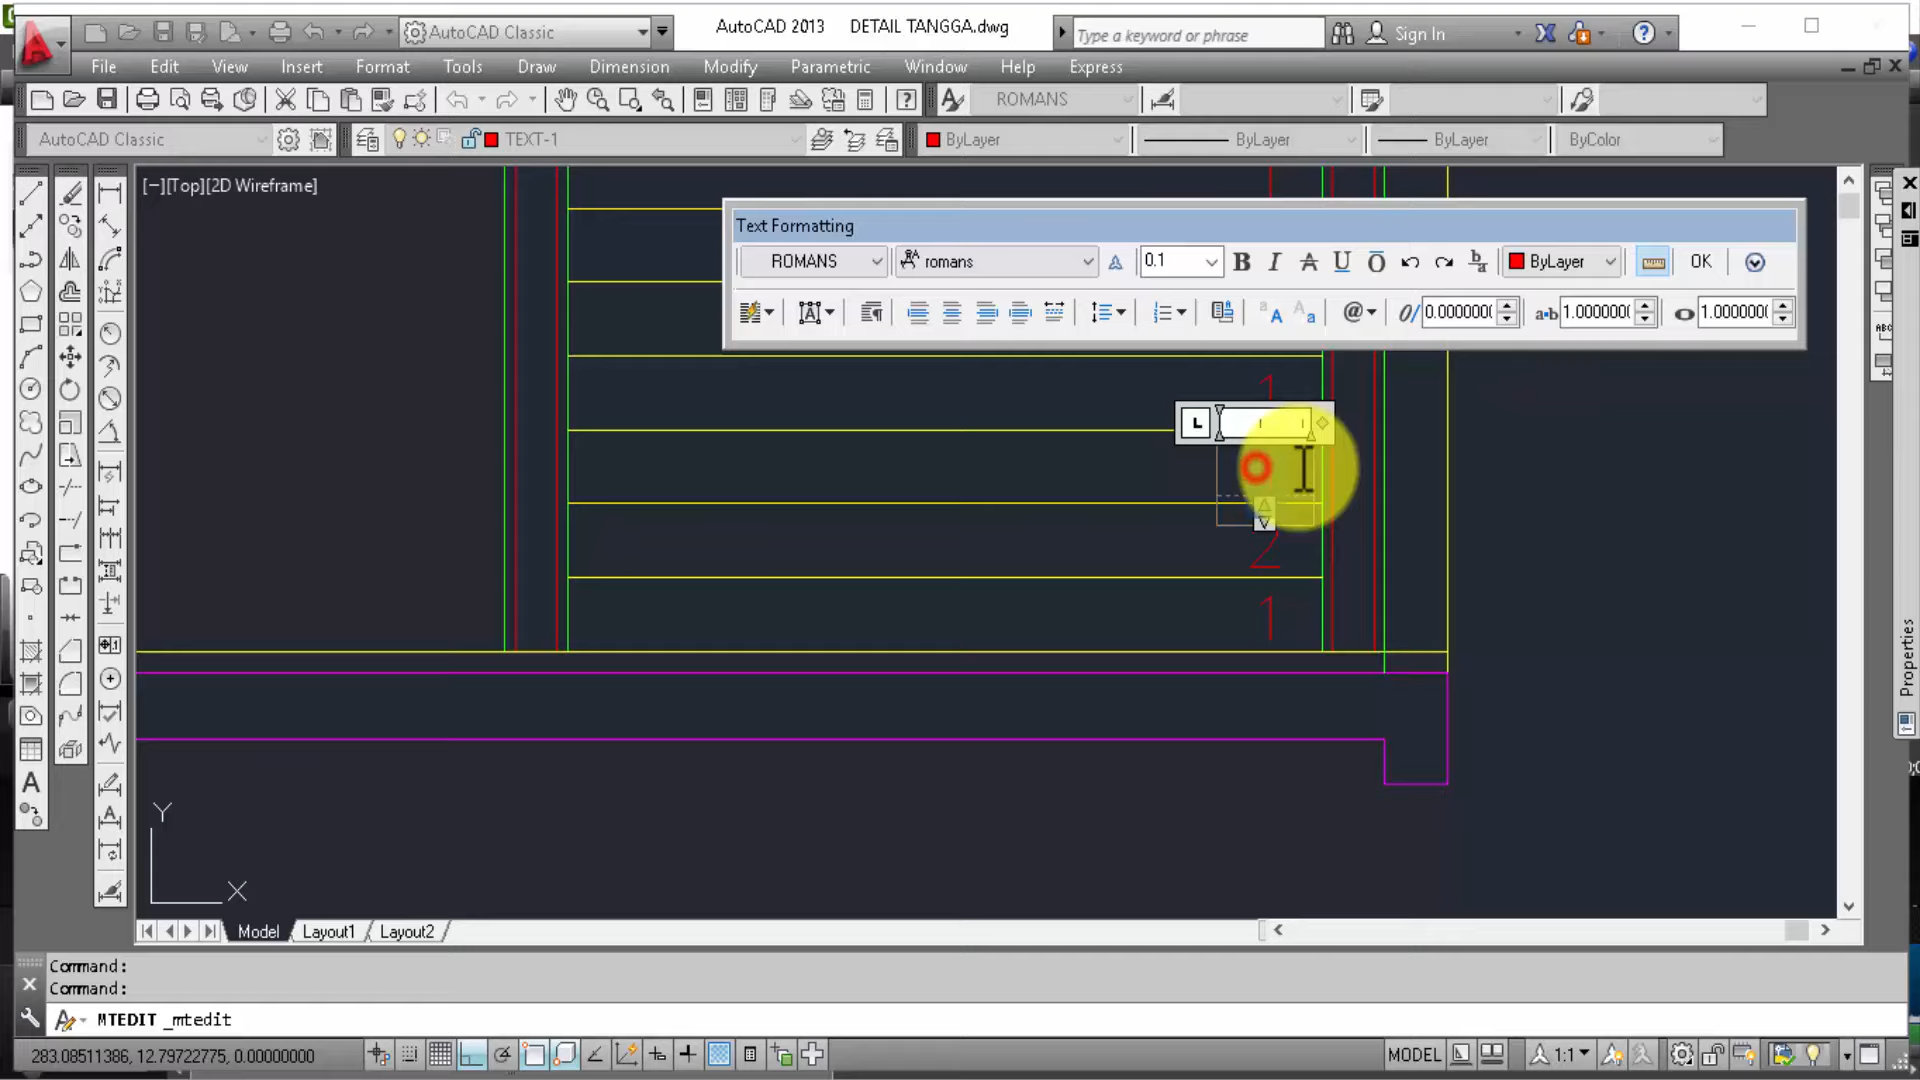 AutoCAD Classic
AutoCAD 2013 DETAIL TANGGA.dwg
Type a keyword or phrase
Sign In
File Edit View Insert Format Tools Draw Dimension Modify Parametric Window Help Express
ROMANS
AutoCAD Classic
TEXT-1
ByLayer
ByLayer
ByLayer
ByColor
[−][Top][2D Wireframe]
Text Formatting
ROMANS
romans
0.1
ByLayer
OK
0.0000000
1.0000000
1.0000000
1
2
1
Properties
Y
X
Model Layout1 Layout2
Command:
Command:
MTEDIT _mtedit
283.08511386, 12.79722775, 0.00000000
MODEL
1:1